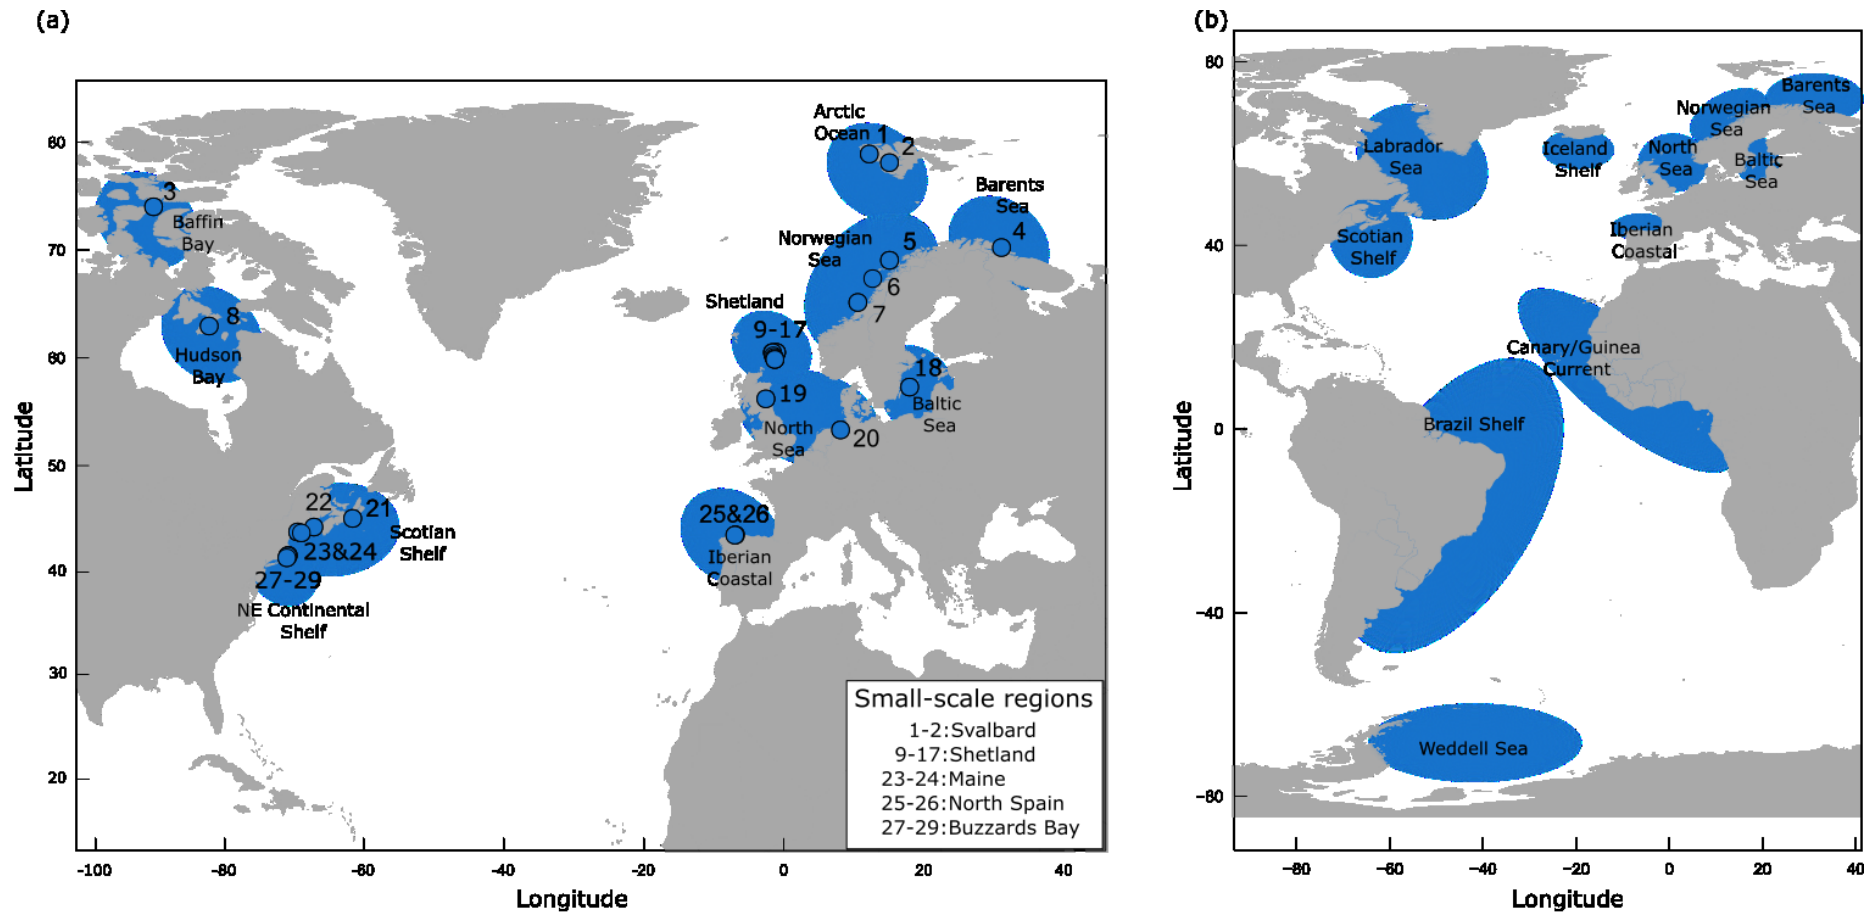 (a)
Arctic
Ocean
1
2
3
Baffin
Bay
Barents
Sea
4
Norwegian
Sea
5
6
7
Shetland
9-17
8
Hudson
Bay
18
Baltic
Sea
19
North
Sea
20
22
21
Scotian
Shelf
23&24
27-29
NE Continental
Shelf
25&26
Iberian
Coastal
Small-scale regions
1-2:Svalbard
9-17:Shetland
23-24:Maine
25-26:North Spain
27-29:Buzzards Bay
80
70
60
50
40
30
20
Latitude
-100
-80
-60
-40
-20
0
20
40
Longitude
(b)
Barents
Sea
Norwegian
Sea
Labrador
Sea
Iceland
Shelf
North
Sea
Baltic
Sea
Scotian
Shelf
Iberian
Coastal
Canary/Guinea
Current
Brazil Shelf
Weddell Sea
80
40
0
-40
-80
Latitude
-80
-60
-40
-20
0
20
40
Longitude